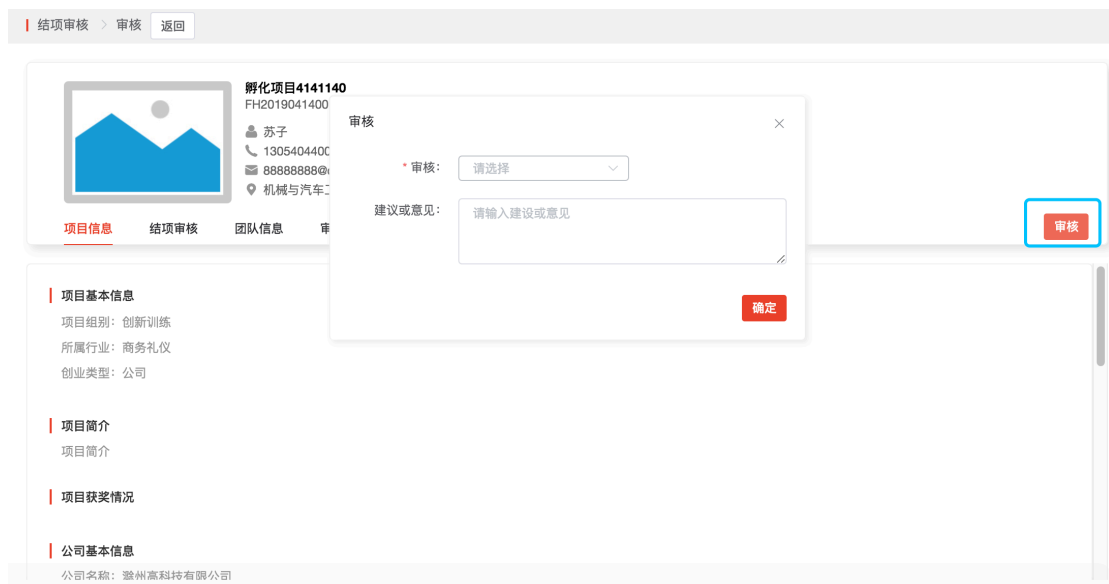 结项审核 > 审核 返回
孵化项目4141140
FH2019041400
苏子
1305404400
88888888@
机械与汽车
项目信息 结项审核 团队信息 审
审核
审核
* 审核： 请选择
建议或意见： 请输入建设或意见
确定
项目基本信息
项目组别：创新训练
所属行业：商务礼仪
创业类型：公司
项目简介
项目简介
项目获奖情况
公司基本信息
公司名称：滁州高科技有限公司